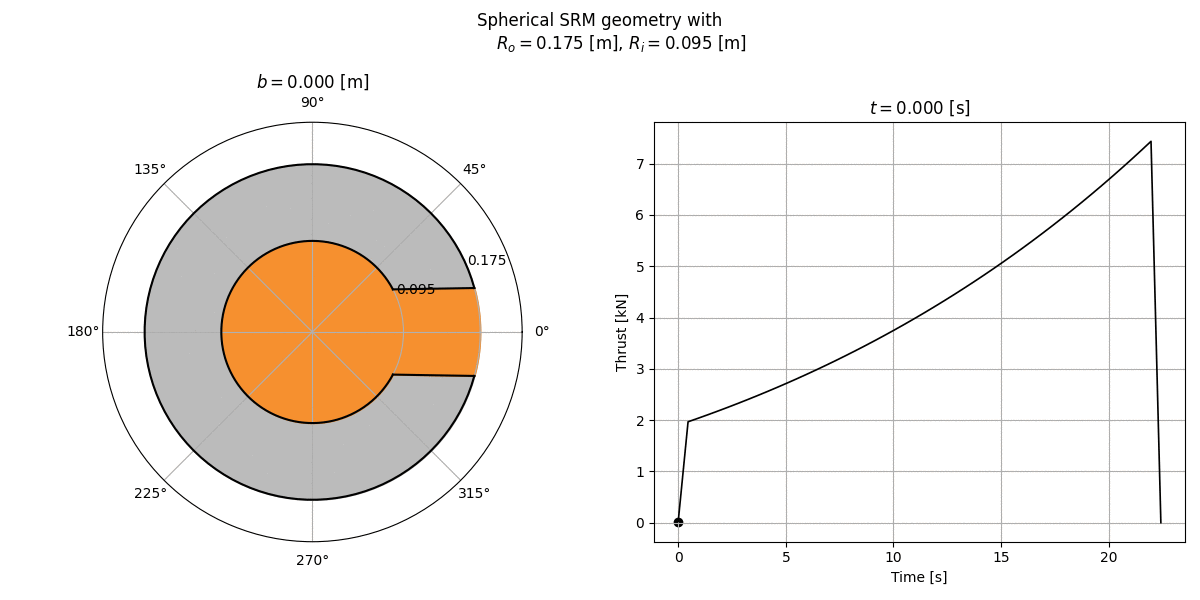 Spherical SRM geometry with
R_o = 0.175 [m], R_i = 0.095 [m]
b = 0.000 [m]
90°
135°
45°
0.175
0.095
180°
0°
225°
315°
270°
t = 0.000 [s]
Thrust [kN]
7
6
5
4
3
2
1
0
0 5 10 15 20
Time [s]